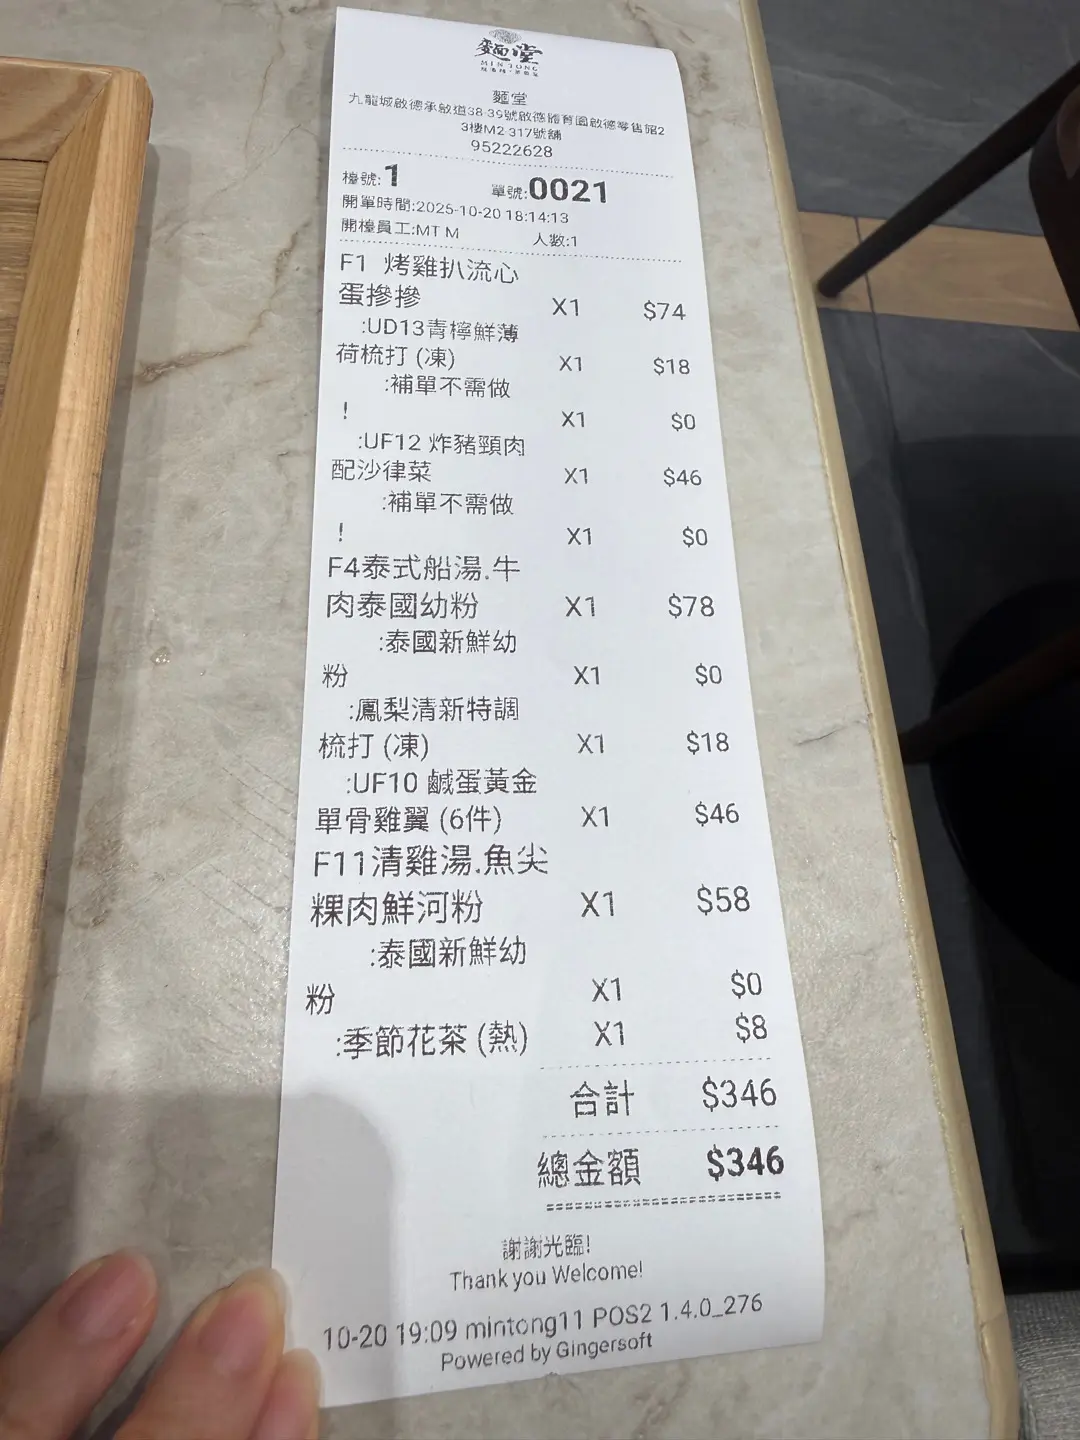 麵堂
MIN TONG
麵堂
九龍城啟德承啟道38-39號啟德體育園啟德零售館2
3樓M2-317號舖
95222628
檯號:1 單號:0021
開單時間:2025-10-20 18:14:13
開檯員工:MT M 人數:1
F1 烤雞扒流心
蛋摻摻 X1 $74
:UD13青檸鮮薄
荷梳打 (凍) X1 $18
:補單不需做
! X1 $0
:UF12 炸豬頸肉
配沙律菜 X1 $46
:補單不需做
! X1 $0
F4泰式船湯.牛
肉泰國幼粉 X1 $78
:泰國新鮮幼
粉 X1 $0
:鳳梨清新特調
梳打 (凍) X1 $18
:UF10 鹹蛋黃金
單骨雞翼 (6件) X1 $46
F11清雞湯.魚尖
粿肉鮮河粉 X1 $58
:泰國新鮮幼
粉 X1 $0
:季節花茶 (熱) X1 $8
合計 $346
總金額 $346
謝謝光臨!
Thank you Welcome!
10-20 19:09 mintong11 POS2 1.4.0_276
Powered by Gingersoft